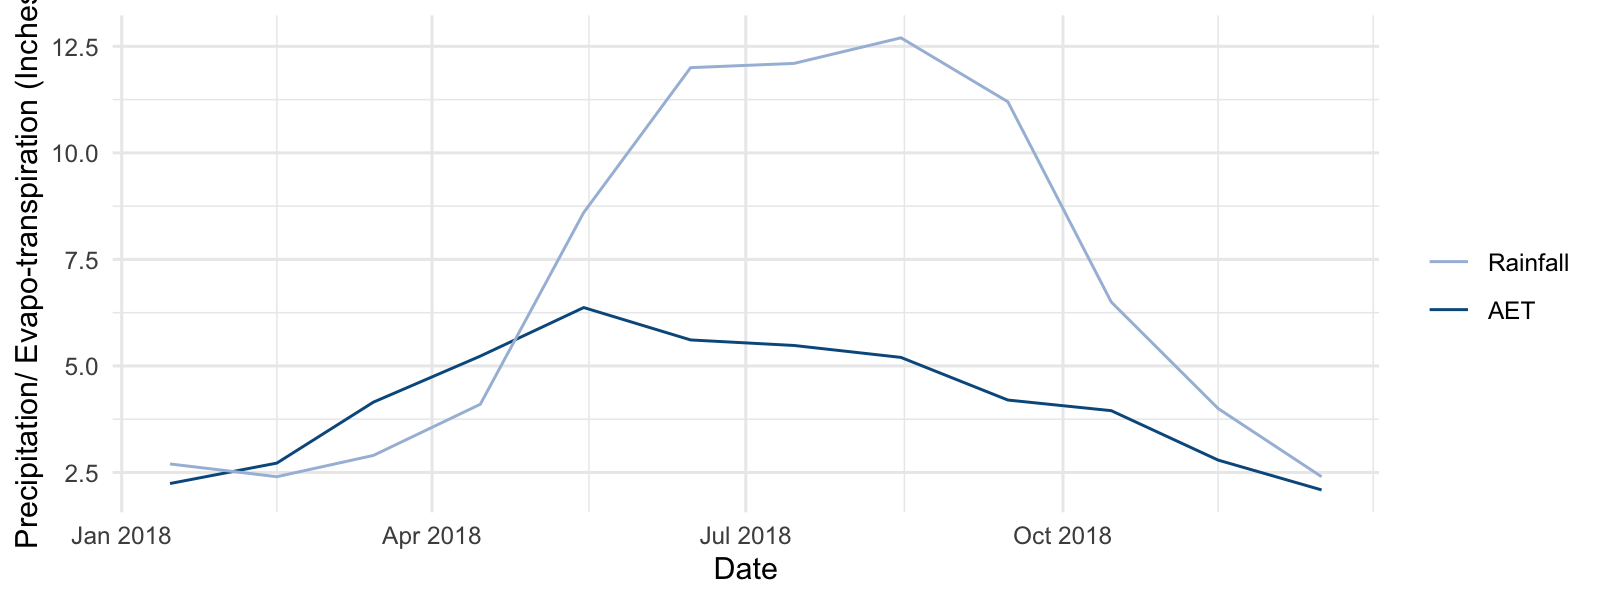 Precipitation/ Evapo-transpiration (Inches
12.5
10.0
7.5
5.0
2.5
Jan 2018
Apr 2018
Jul 2018
Oct 2018
Date
Rainfall
AET